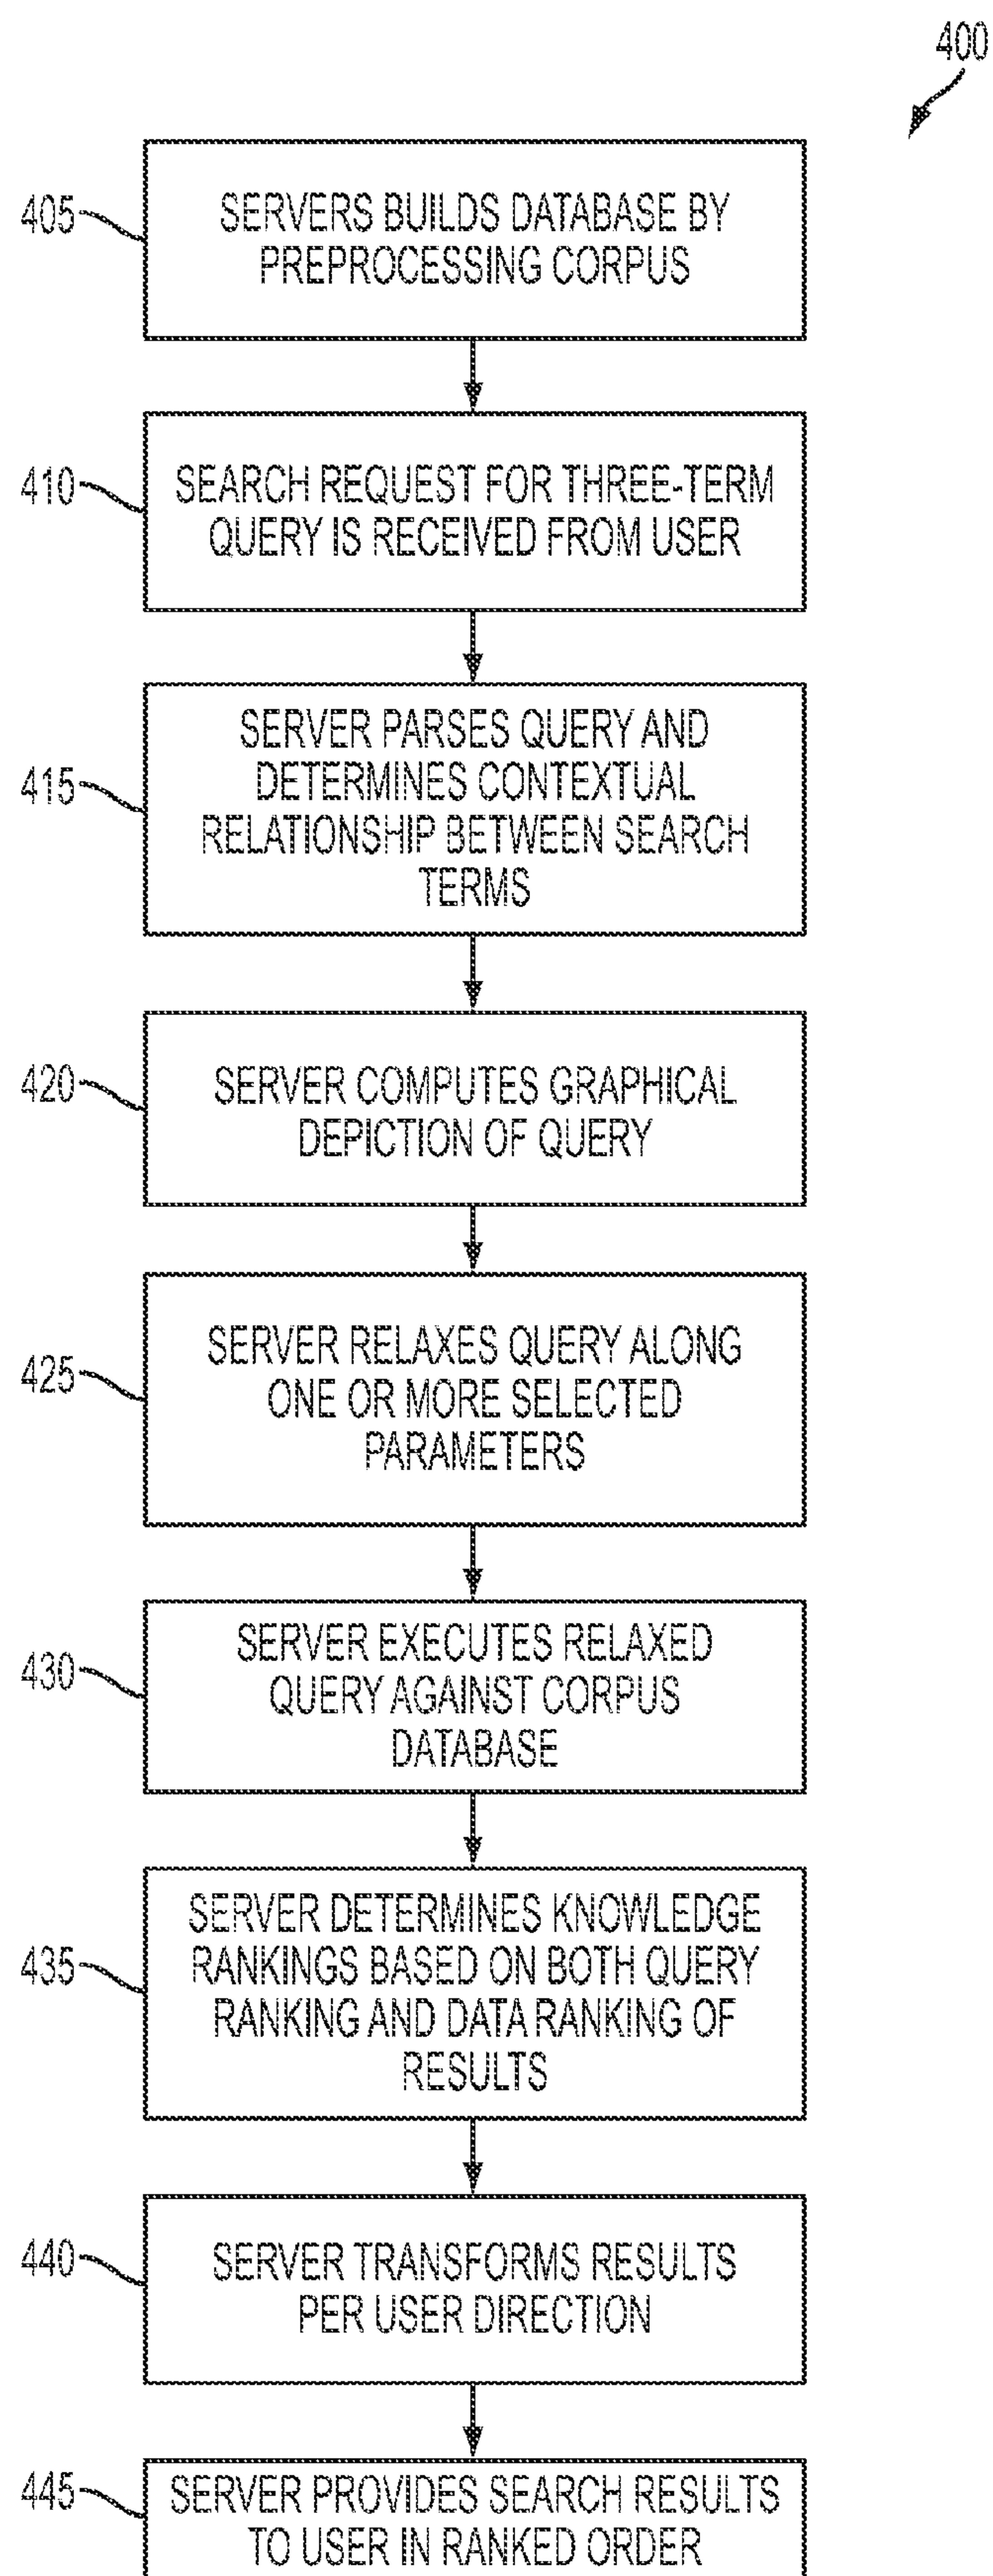 400
405
SERVERS BUILDS DATABASE BY
PREPROCESSING CORPUS
410
SEARCH REQUEST FOR THREE-TERM
QUERY IS RECEIVED FROM USER
415
SERVER PARSES QUERY AND
DETERMINES CONTEXTUAL
RELATIONSHIP BETWEEN SEARCH
TERMS
420
SERVER COMPUTES GRAPHICAL
DEPICTION OF QUERY
425
SERVER RELAXES QUERY ALONG
ONE OR MORE SELECTED
PARAMETERS
430
SERVER EXECUTES RELAXED
QUERY AGAINST CORPUS
DATABASE
435
SERVER DETERMINES KNOWLEDGE
RANKINGS BASED ON BOTH QUERY
RANKING AND DATA RANKING OF
RESULTS
440
SERVER TRANSFORMS RESULTS
PER USER DIRECTION
445
SERVER PROVIDES SEARCH RESULTS
TO USER IN RANKED ORDER